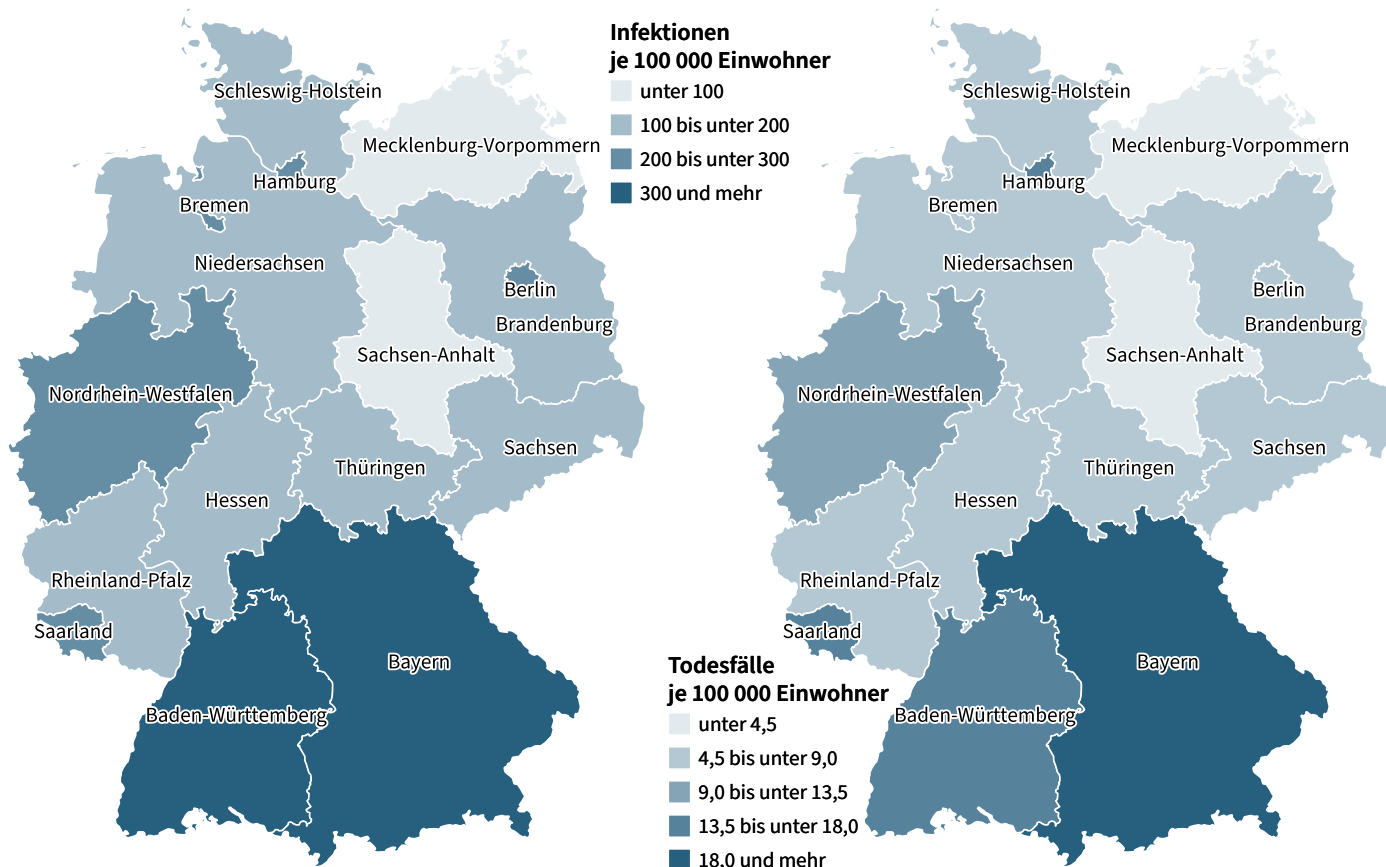 Infektionen
je 100 000 Einwohner
unter 100
100 bis unter 200
200 bis unter 300
300 und mehr
Schleswig-Holstein
Mecklenburg-Vorpommern
Hamburg
Bremen
Niedersachsen
Berlin
Brandenburg
Sachsen-Anhalt
Nordrhein-Westfalen
Sachsen
Thüringen
Hessen
Rheinland-Pfalz
Saarland
Bayern
Baden-Württemberg
Todesfälle
je 100 000 Einwohner
unter 4,5
4,5 bis unter 9,0
9,0 bis unter 13,5
13,5 bis unter 18,0
18,0 und mehr
Schleswig-Holstein
Mecklenburg-Vorpommern
Hamburg
Bremen
Niedersachsen
Berlin
Brandenburg
Sachsen-Anhalt
Nordrhein-Westfalen
Sachsen
Thüringen
Hessen
Rheinland-Pfalz
Saarland
Bayern
Baden-Württemberg